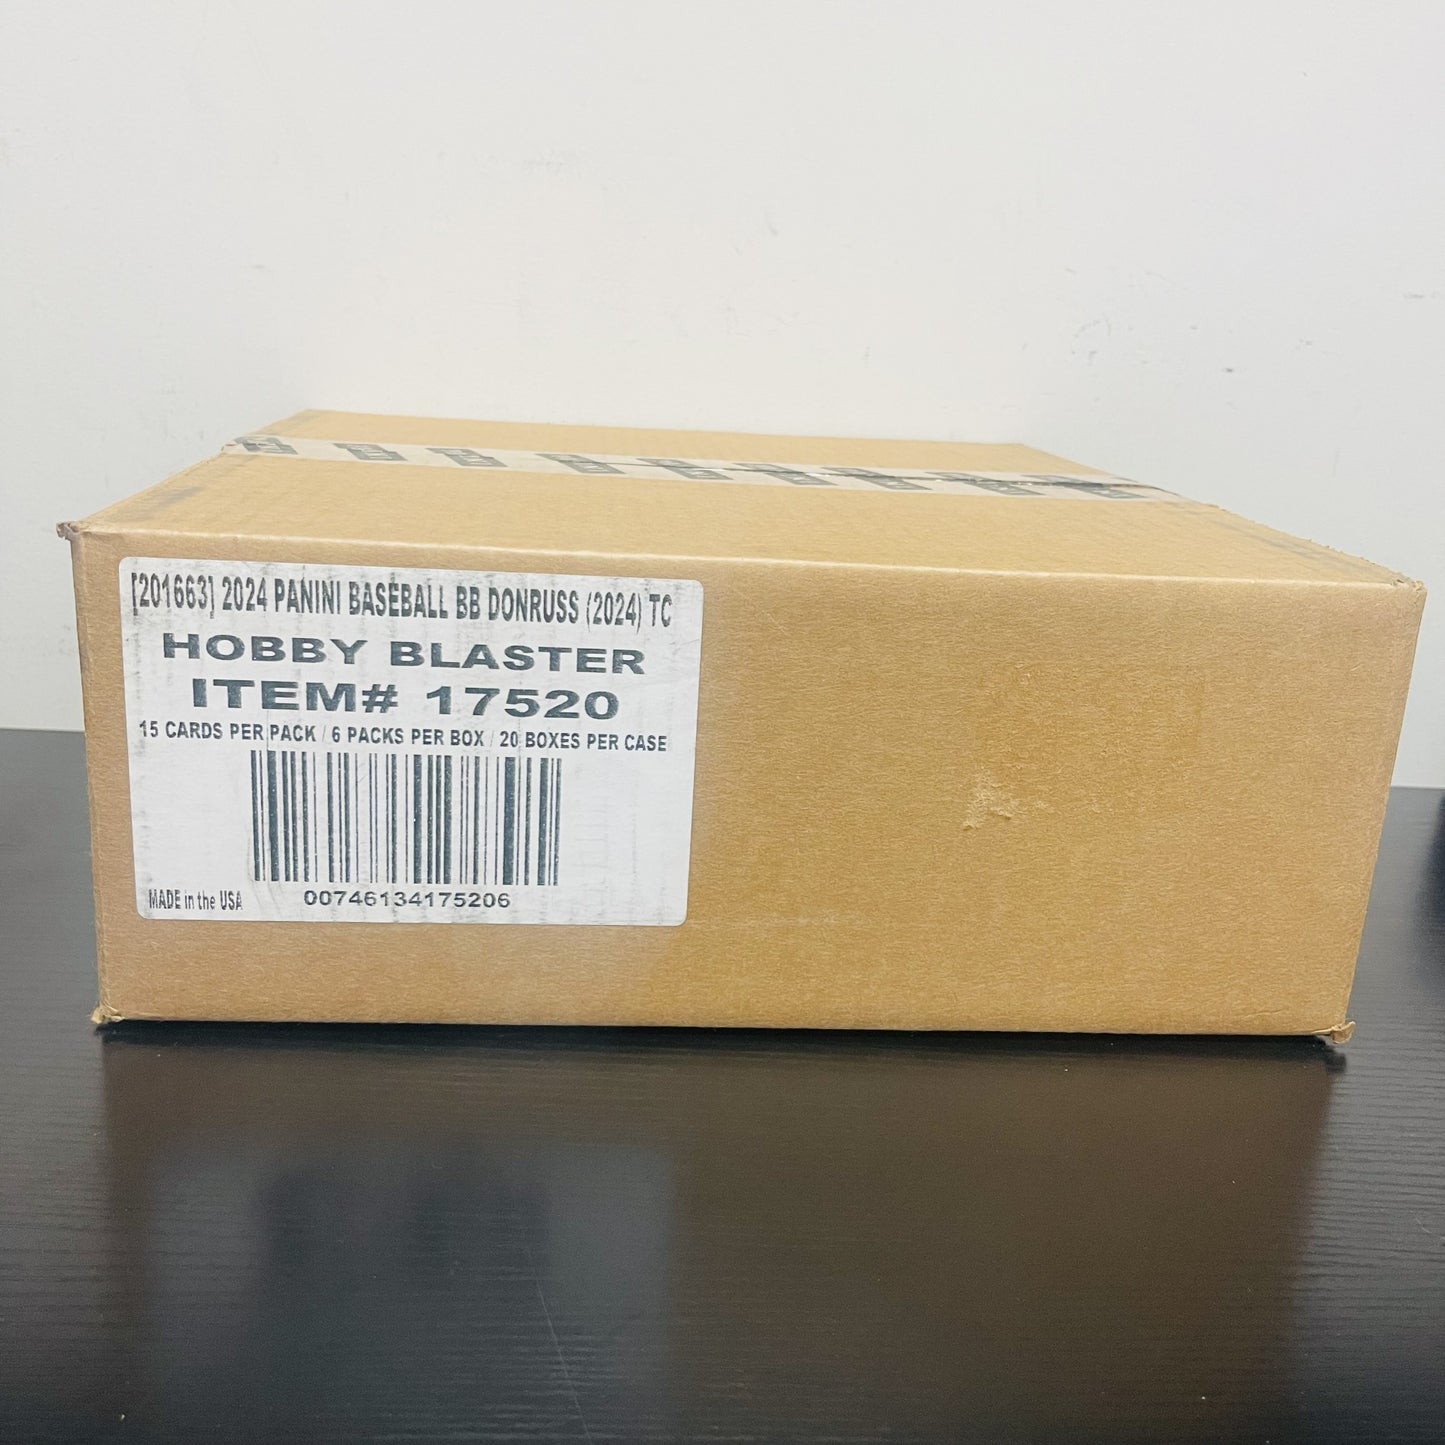 [201663] 2024 PANINI BASEBALL BB DONRUSS (2024) TC
HOBBY BLASTER
ITEM# 17520
15 CARDS PER PACK / 6 PACKS PER BOX / 20 BOXES PER CASE
MADE in the USA
00746134175206